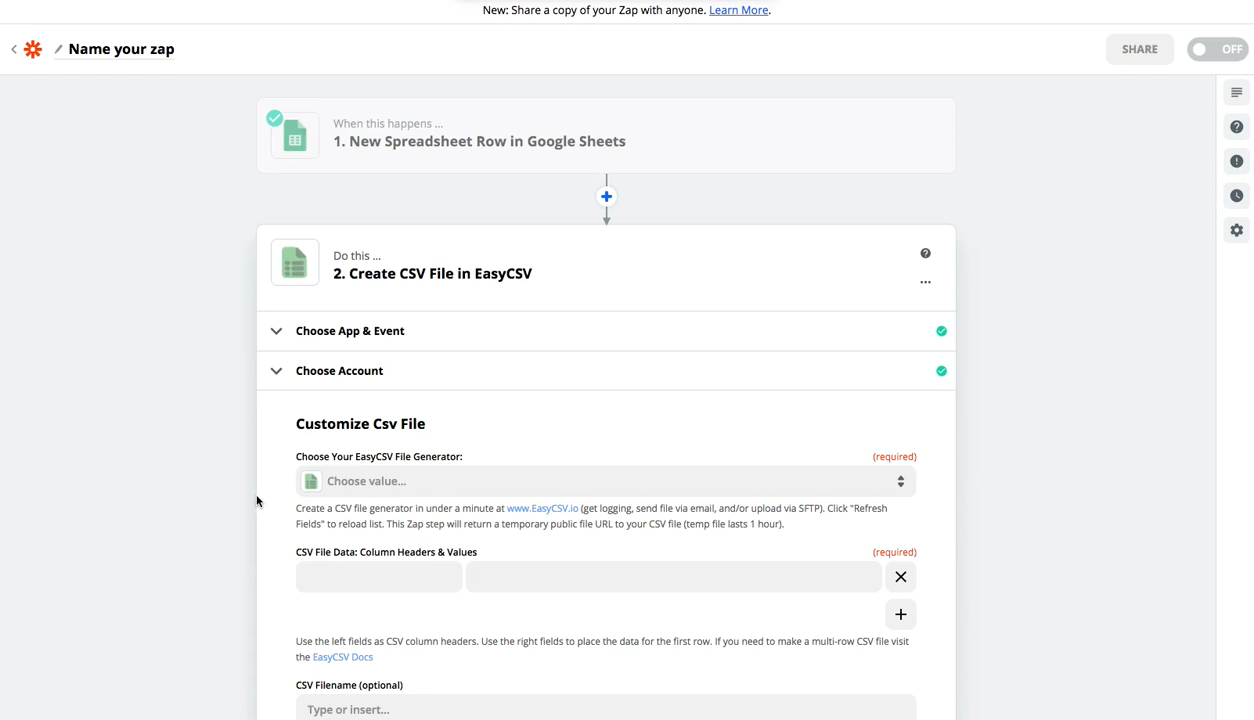 New: Share a copy of your Zap with anyone. Learn More.
Name your zap
SHARE
OFF
When this happens ...
1. New Spreadsheet Row in Google Sheets
Do this ...
2. Create CSV File in EasyCSV
Choose App & Event
Choose Account
Customize Csv File
Choose Your EasyCSV File Generator: (required)
Choose value...
Create a CSV file generator in under a minute at www.EasyCSV.io (get logging, send file via email, and/or upload via SFTP). Click "Refresh
Fields" to reload list. This Zap step will return a temporary public file URL to your CSV file (temp file lasts 1 hour).
CSV File Data: Column Headers & Values (required)
Use the left fields as CSV column headers. Use the right fields to place the data for the first row. If you need to make a multi-row CSV file visit
the EasyCSV Docs
CSV Filename (optional)
Type or insert...